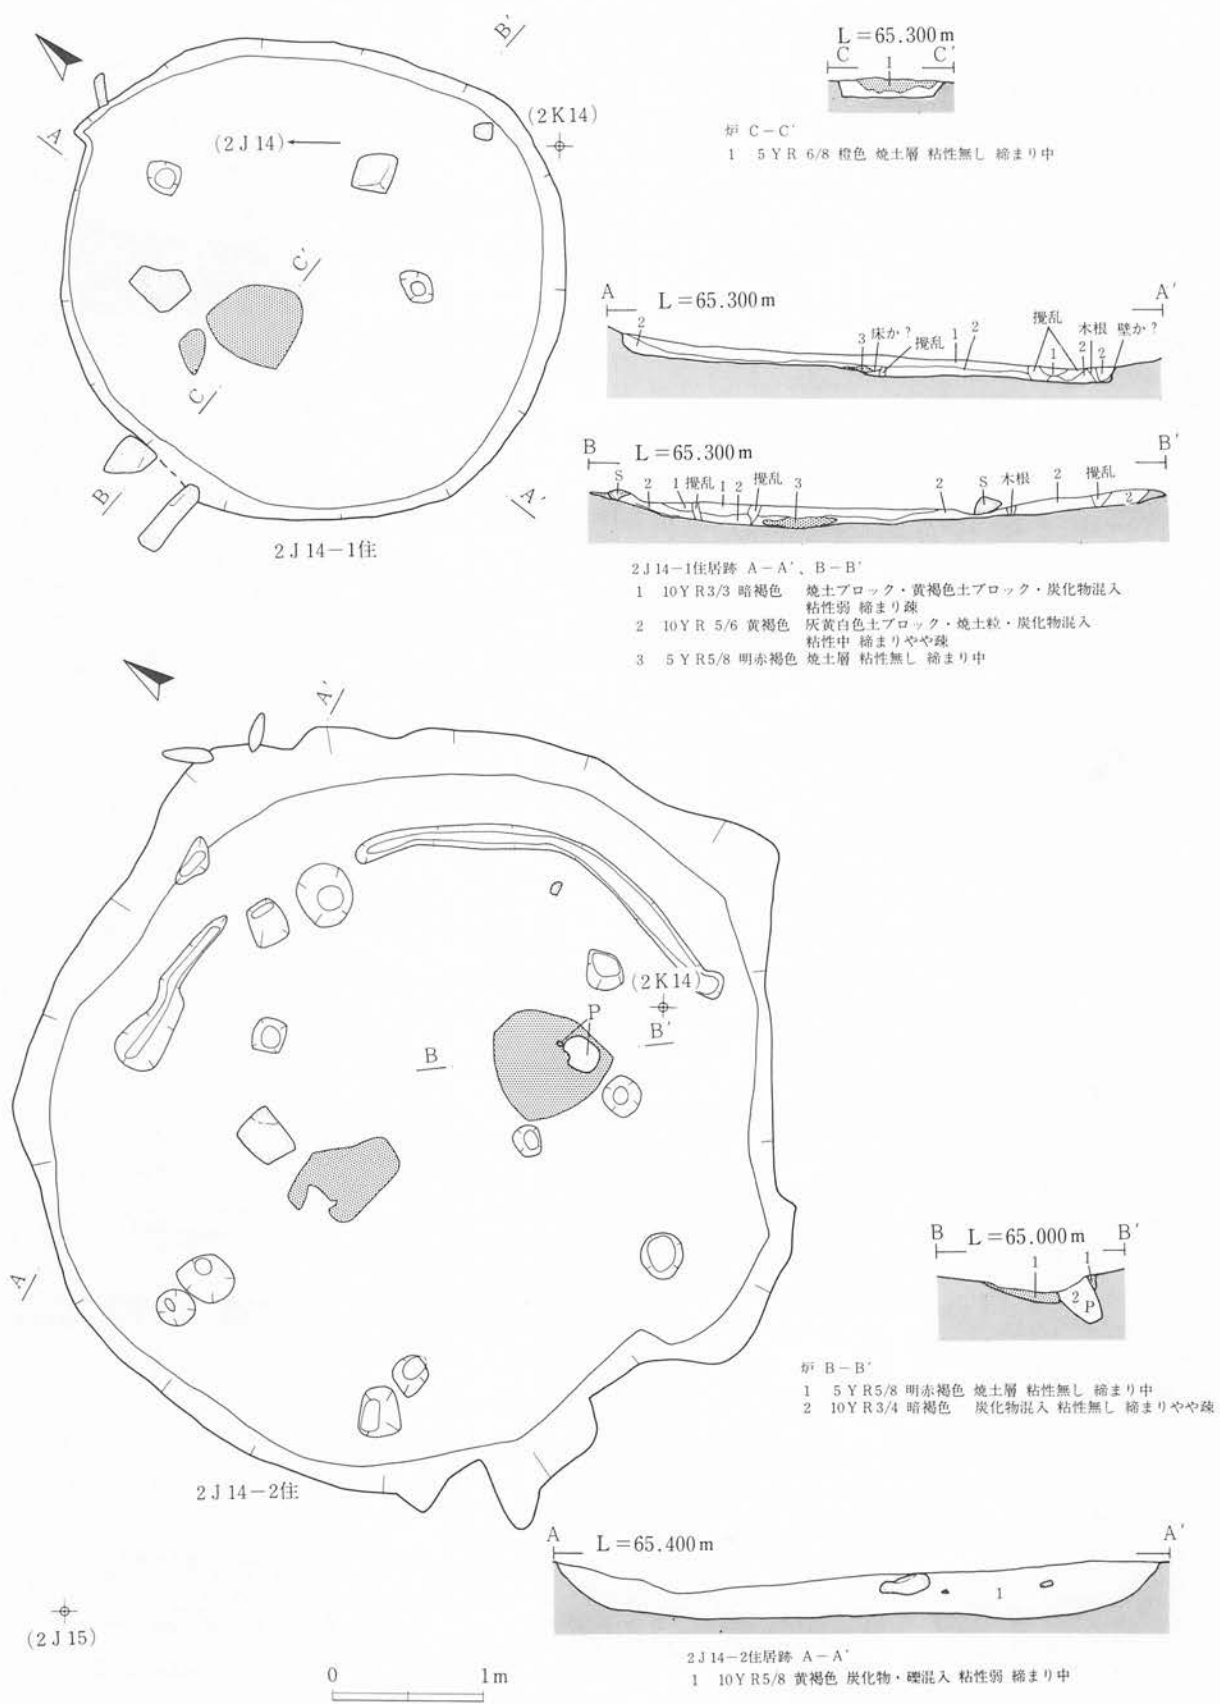 B'
A
(2J14)
(2K14)
C'
C
B
A'
2J14-1住
L=65.300m
C C'
1
炉 C-C'
1 5YR 6/8 橙色 焼土層 粘性無し 締まり中
A A'
L=65.300m
2 3 床か? 攪乱 1 2 攪乱 1 2 木根 2 壁か?
B B'
L=65.300m
S 2 1 攪乱 1 2 攪乱 3 2 S 木根 2 攪乱 2
2J14-1住居跡 A-A'、B-B'
1 10YR3/3 暗褐色 焼土ブロック・黄褐色土ブロック・炭化物混入
粘性弱 締まり疎
2 10YR 5/6 黄褐色 灰黄白色土ブロック・焼土粒・炭化物混入
粘性中 締まりやや疎
3 5YR5/8 明赤褐色 焼土層 粘性無し 締まり中
A'
(2K14)
P
B B'
A
2J14-2住
B B'
L=65.000m
1 1
2 P
炉 B-B'
1 5YR5/8 明赤褐色 焼土層 粘性無し 締まり中
2 10YR3/4 暗褐色 炭化物混入 粘性無し 締まりやや疎
A A'
L=65.400m
1
2J14-2住居跡 A-A'
1 10YR5/8 黄褐色 炭化物・礫混入 粘性弱 締まり中
(2J15)
0 1m